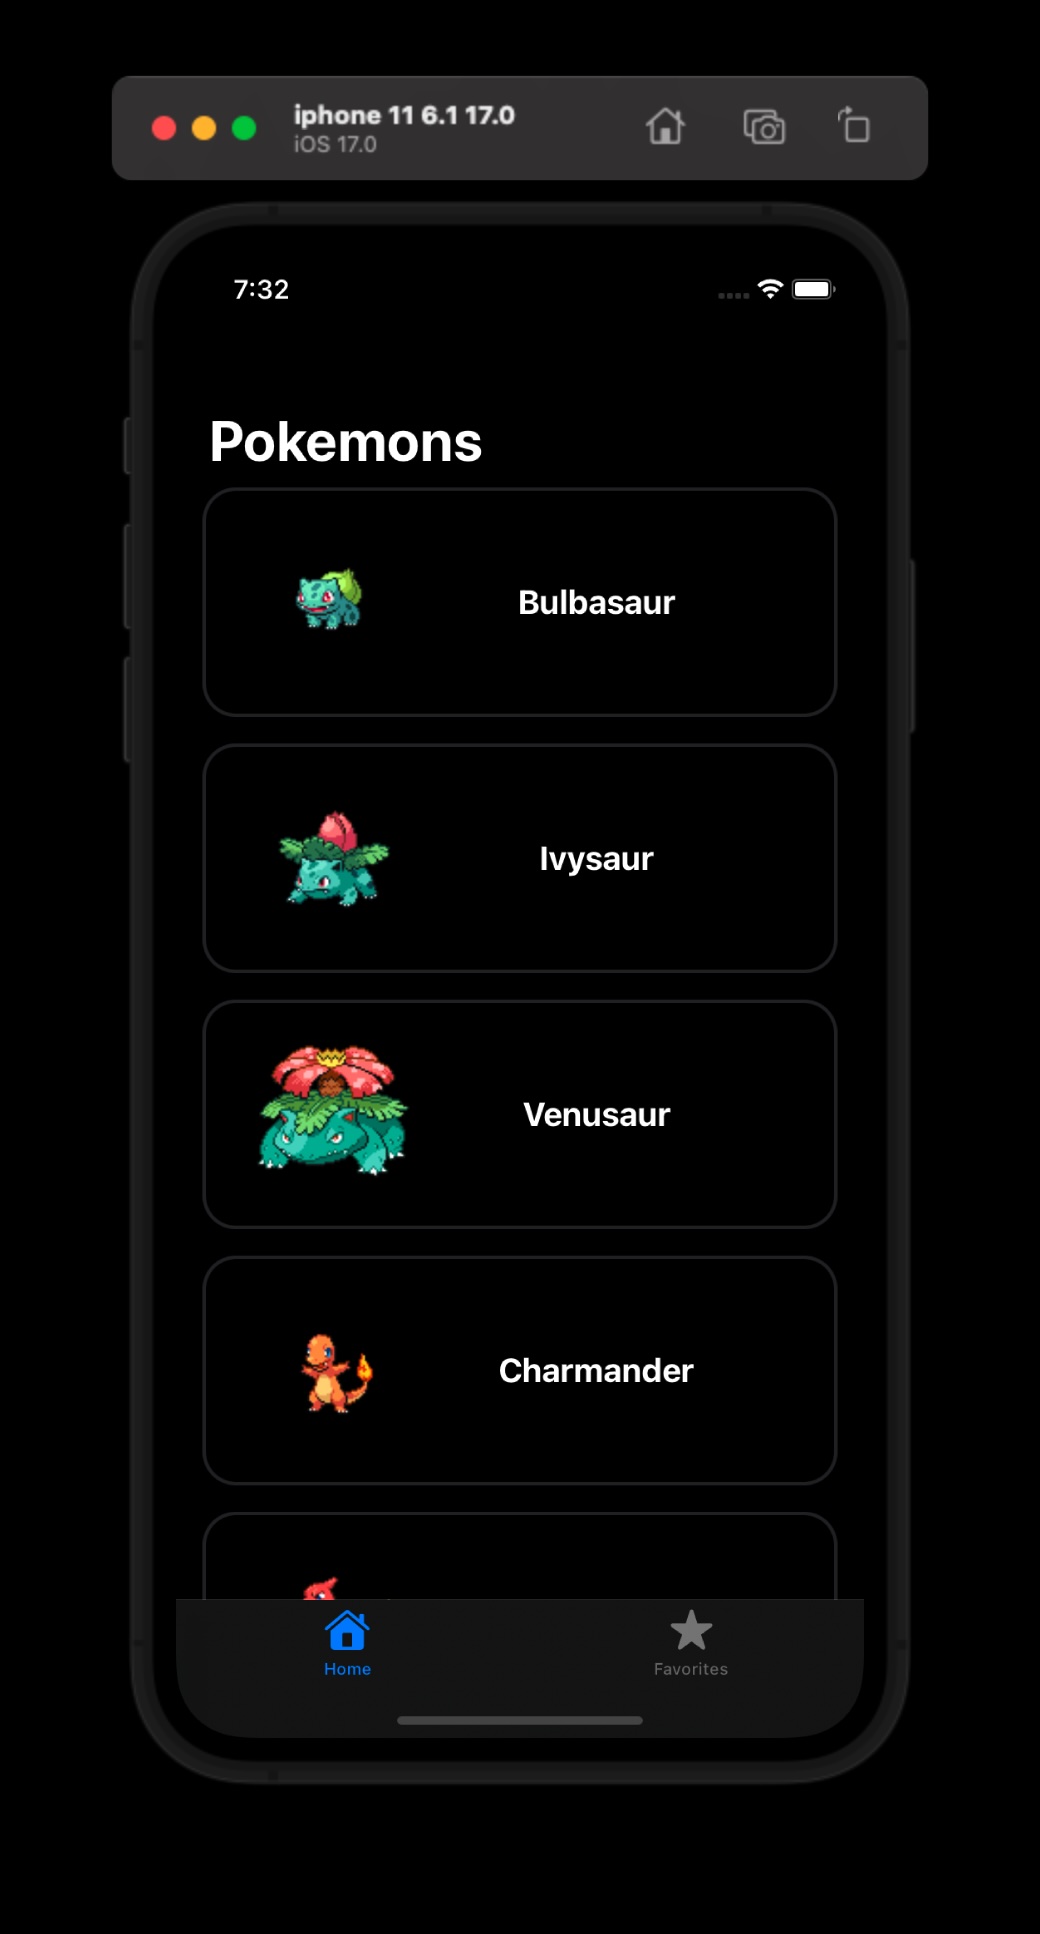 iphone 11 6.1 17.0
iOS 17.0
7:32
Pokemons
Bulbasaur
Ivysaur
Venusaur
Charmander
Home
Favorites